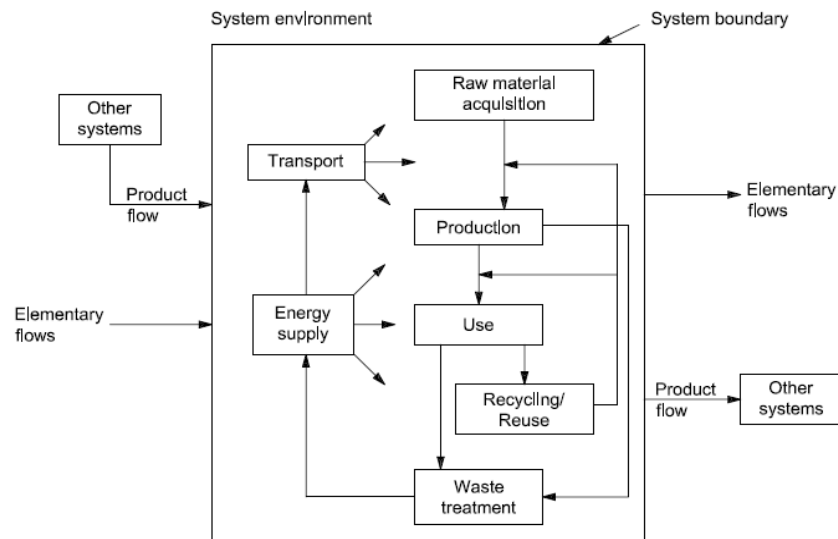 System environment
System boundary
Raw material
acquisition
Other
systems
Transport
Product
flow
Elementary
flows
Production
Elementary
flows
Energy
supply
Use
Recycling/
Reuse
Product
flow
Other
systems
Waste
treatment